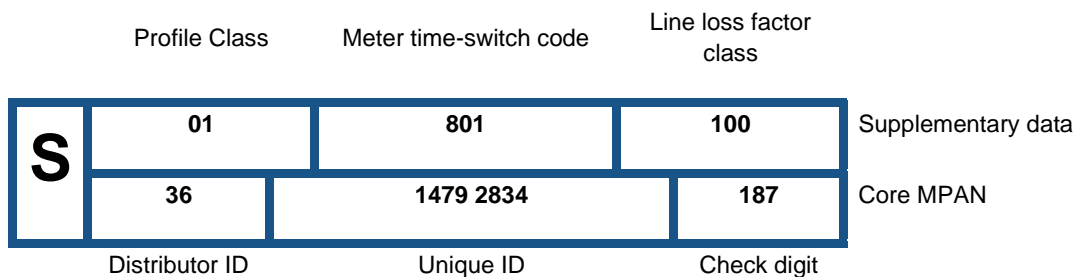 Profile Class Meter time-switch code Line loss factor
class
S 01 801 100 Supplementary data
36 1479 2834 187 Core MPAN
Distributor ID Unique ID Check digit